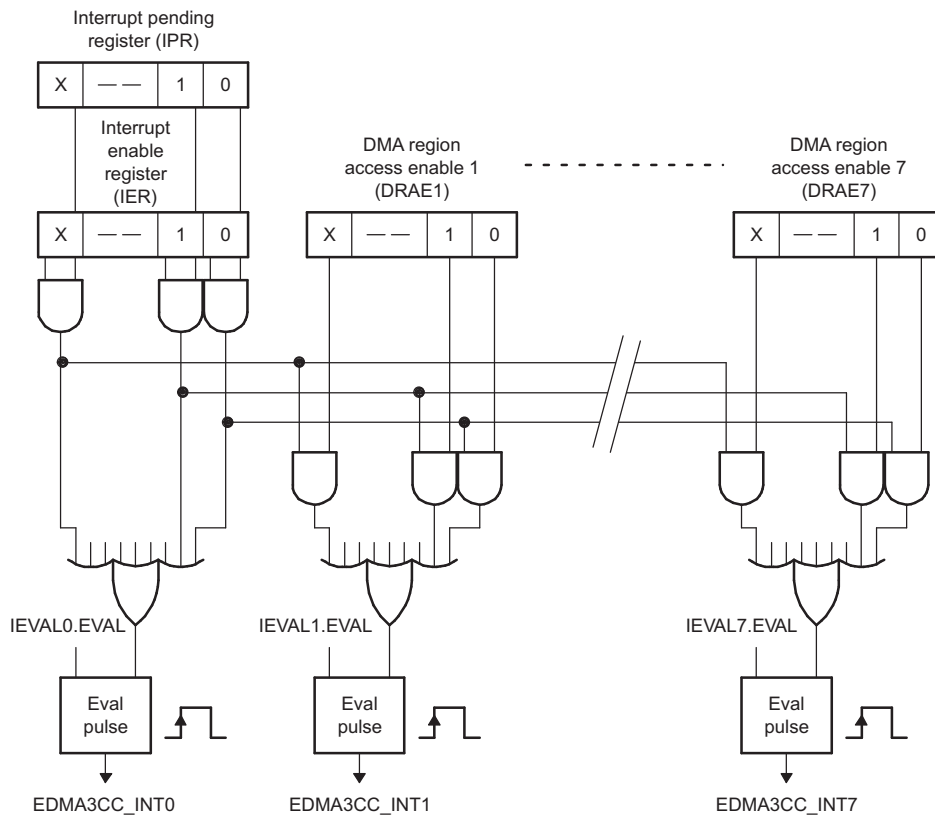 Interrupt pending
register (IPR)
X — — 1 0
Interrupt
enable
register
(IER)
X — — 1 0
DMA region
access enable 1
(DRAE1)
X — — 1 0
DMA region
access enable 7
(DRAE7)
X — — 1 0
IEVAL0.EVAL
IEVAL1.EVAL
IEVAL7.EVAL
Eval
pulse
Eval
pulse
Eval
pulse
EDMA3CC_INT0
EDMA3CC_INT1
EDMA3CC_INT7